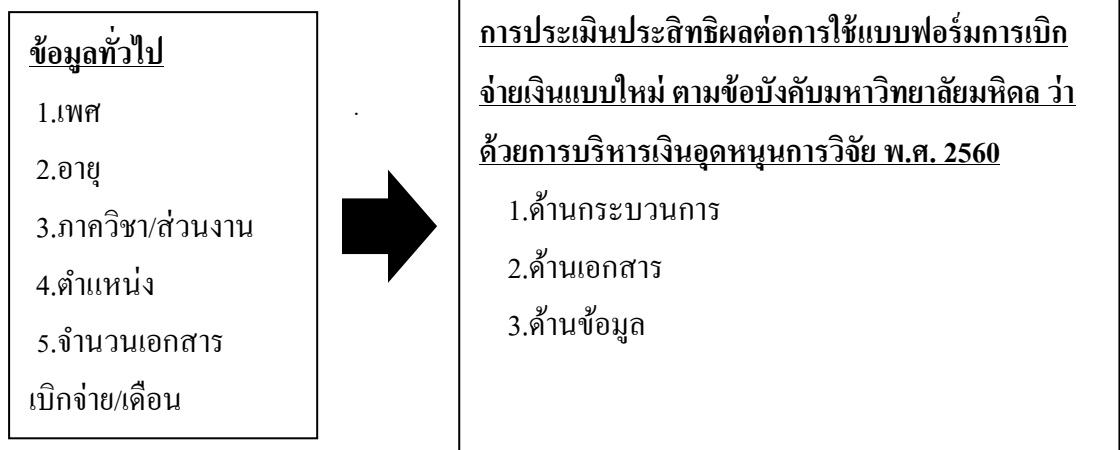 ข้อมูลทั่วไป
1.เพศ
2.อายุ
3.ภาควิชา/ส่วนงาน
4.ตำแหน่ง
5.จำนวนเอกสาร
เบิกจ่าย/เดือน
การประเมินประสิทธิผลต่อการใช้แบบฟอร์มการเบิก
จ่ายเงินแบบใหม่ ตามข้อบังคับมหาวิทยาลัยมหิดล ว่า
ด้วยการบริหารเงินอุดหนุนการวิจัย พ.ศ. 2560
1.ด้านกระบวนการ
2.ด้านเอกสาร
3.ด้านข้อมูล